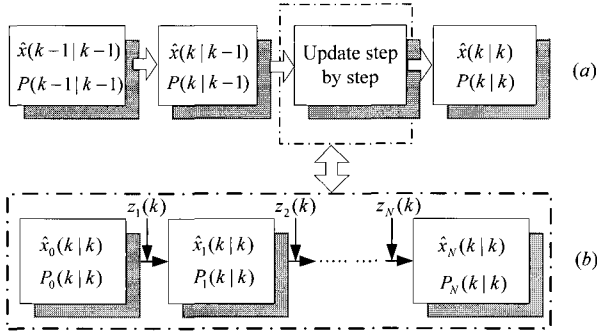 x̂(k−1|k−1)
P(k−1|k−1)
x̂(k|k−1)
P(k|k−1)
Update step
by step
x̂(k|k)
P(k|k)
(a)
z₁(k)
z₂(k)
z_N(k)
x̂₀(k|k)
P₀(k|k)
x̂₁(k|k)
P₁(k|k)
...... ......
x̂_N(k|k)
P_N(k|k)
(b)